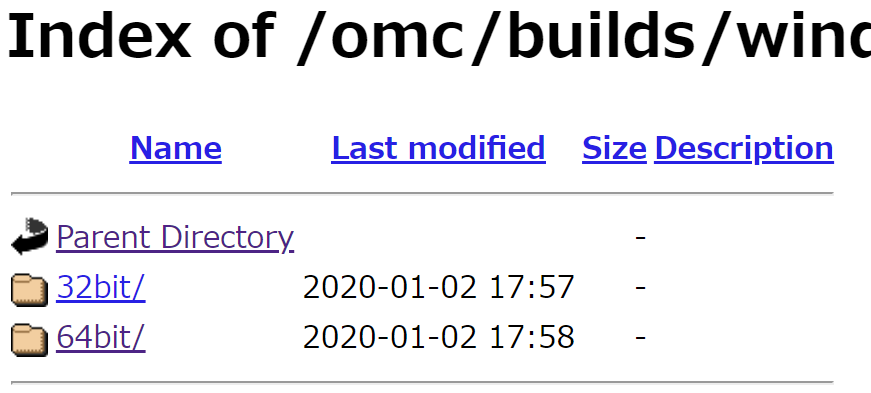 Index of /omc/builds/wind
Name Last modified Size Description
Parent Directory -
32bit/ 2020-01-02 17:57 -
64bit/ 2020-01-02 17:58 -